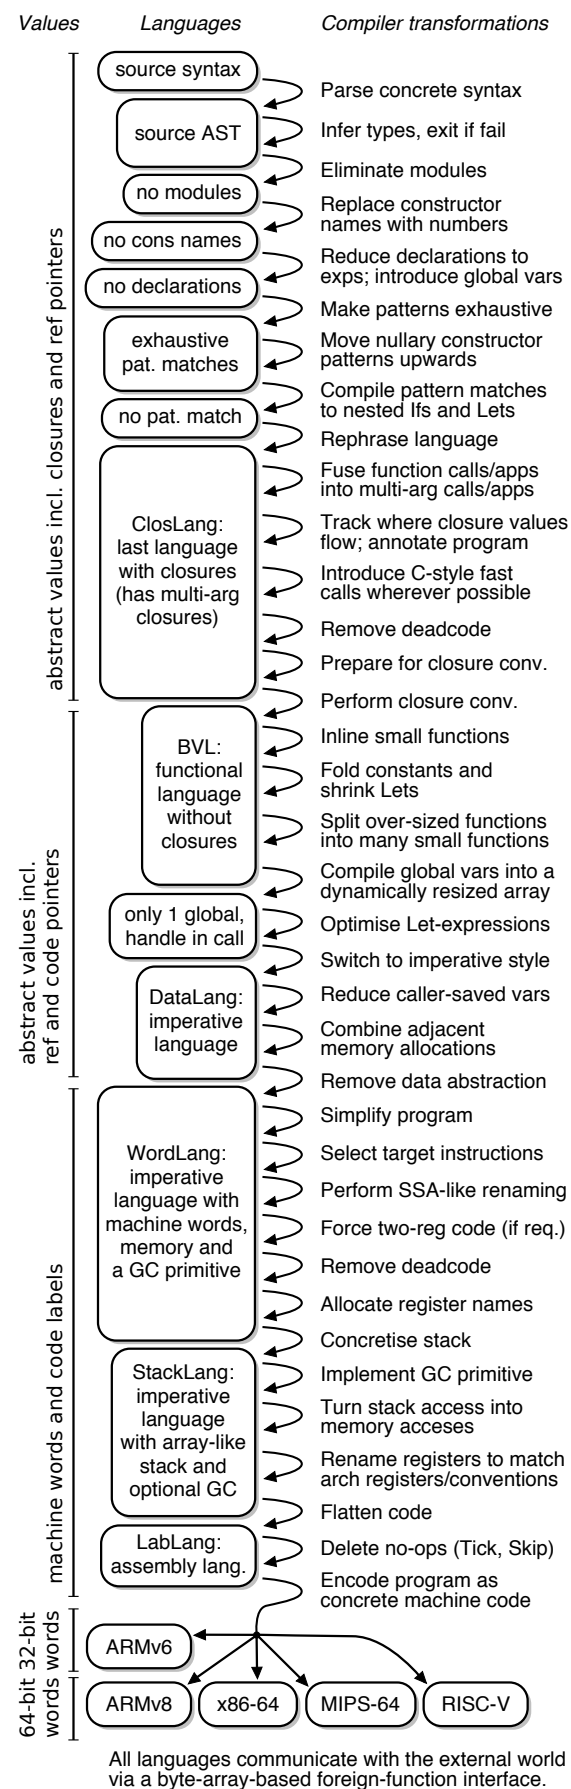 Values
Languages
Compiler transformations
source syntax
Parse concrete syntax
source AST
Infer types, exit if fail
Eliminate modules
no modules
Replace constructor
names with numbers
no cons names
Reduce declarations to
exps; introduce global vars
no declarations
Make patterns exhaustive
exhaustive
pat. matches
Move nullary constructor
patterns upwards
Compile pattern matches
to nested Ifs and Lets
no pat. match
Rephrase language
abstract values incl. closures and ref pointers
ClosLang:
last language
with closures
(has multi-arg
closures)
Fuse function calls/apps
into multi-arg calls/apps
Track where closure values
flow; annotate program
Introduce C-style fast
calls wherever possible
Remove deadcode
Prepare for closure conv.
Perform closure conv.
abstract values incl.
ref and code pointers
BVL:
functional
language
without
closures
Inline small functions
Fold constants and
shrink Lets
Split over-sized functions
into many small functions
Compile global vars into a
dynamically resized array
only 1 global,
handle in call
Optimise Let-expressions
Switch to imperative style
DataLang:
imperative
language
Reduce caller-saved vars
Combine adjacent
memory allocations
Remove data abstraction
machine words and code labels
WordLang:
imperative
language with
machine words,
memory and
a GC primitive
Simplify program
Select target instructions
Perform SSA-like renaming
Force two-reg code (if req.)
Remove deadcode
Allocate register names
Concretise stack
StackLang:
imperative
language
with array-like
stack and
optional GC
Implement GC primitive
Turn stack access into
memory acceses
Rename registers to match
arch registers/conventions
Flatten code
LabLang:
assembly lang.
Delete no-ops (Tick, Skip)
Encode program as
concrete machine code
32-bit
words
ARMv6
64-bit
words
ARMv8
x86-64
MIPS-64
RISC-V
All languages communicate with the external world
via a byte-array-based foreign-function interface.